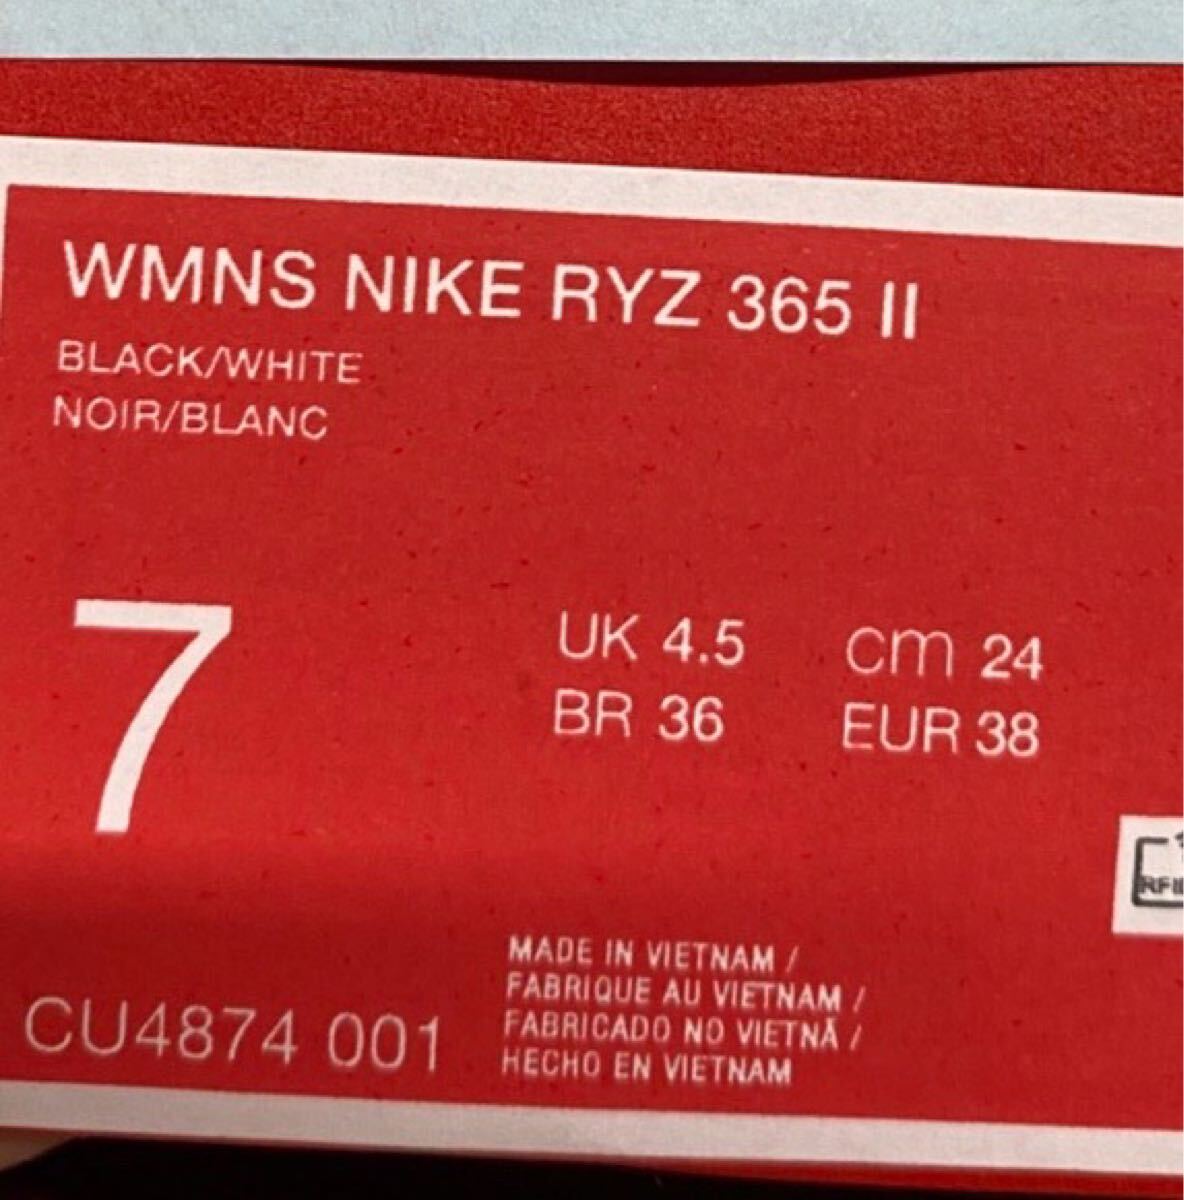 WMNS NIKE RYZ 365 II
BLACK/WHITE
NOIR/BLANC
7
UK 4.5 cm 24
BR 36 EUR 38
RFID
MADE IN VIETNAM /
FABRIQUE AU VIETNAM /
FABRICADO NO VIETNÃ /
HECHO EN VIETNAM
CU4874 001